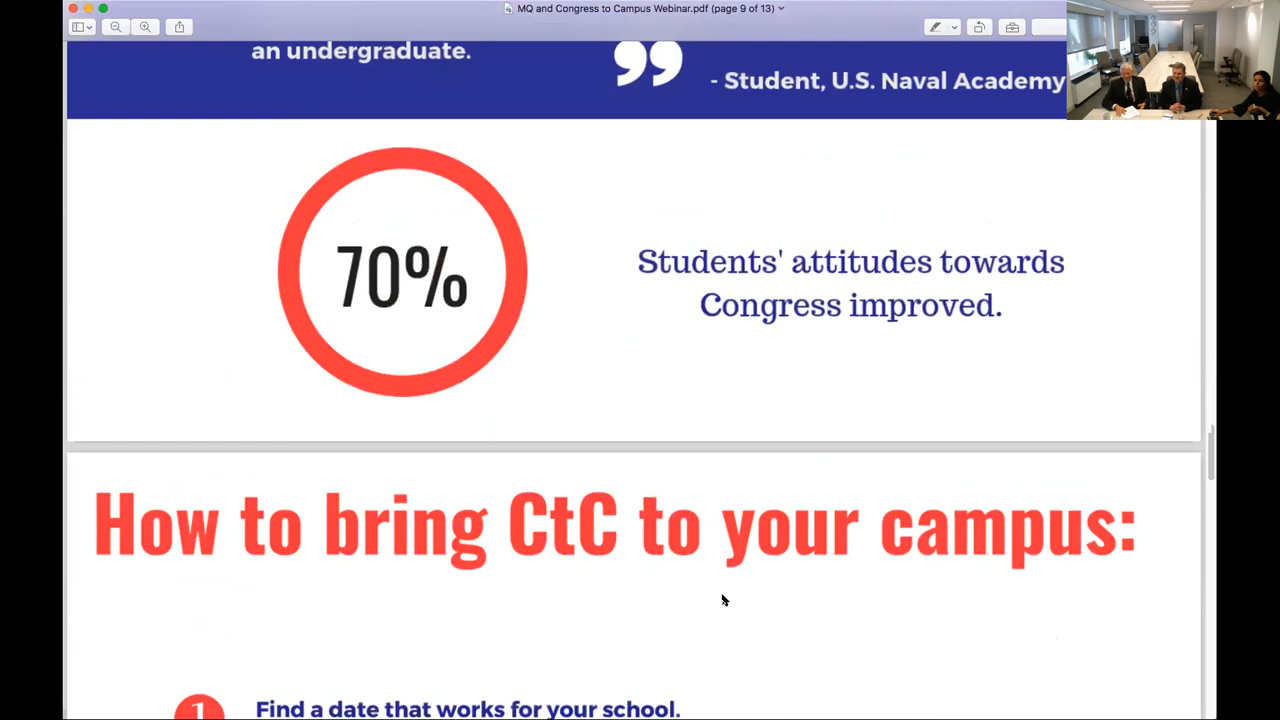 MQ and Congress to Campus Webinar.pdf (page 9 of 13)
an undergraduate.
”
- Student, U.S. Naval Academy
70%
Students' attitudes towards
Congress improved.
How to bring CtC to your campus:
1
Find a date that works for your school.